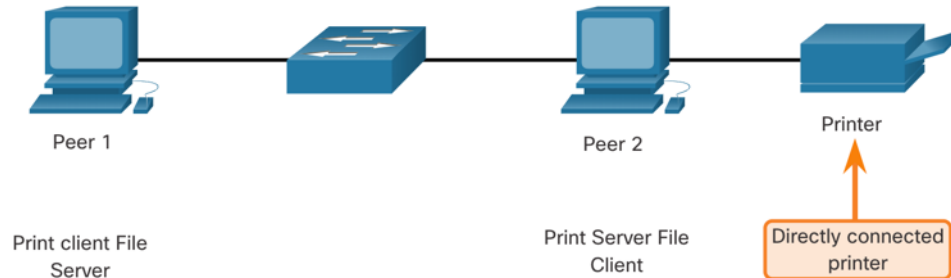 Peer 1
Peer 2
Printer
Print client File
Server
Print Server File
Client
Directly connected
printer